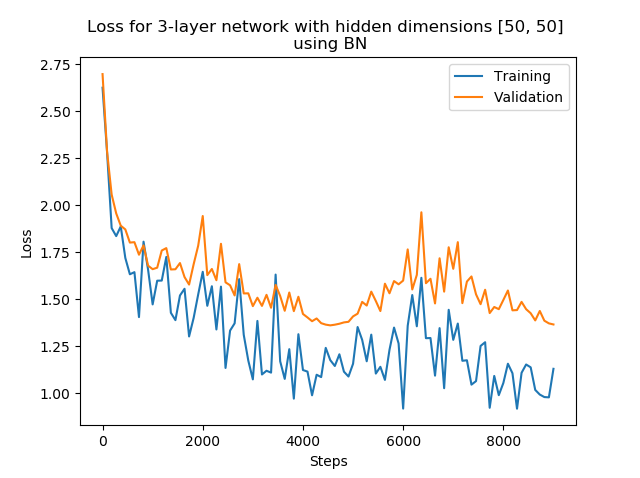 Loss for 3-layer network with hidden dimensions [50, 50]
using BN
2.75
2.50
2.25
2.00
1.75
1.50
1.25
1.00
Loss
Training
Validation
0
2000
4000
6000
8000
Steps